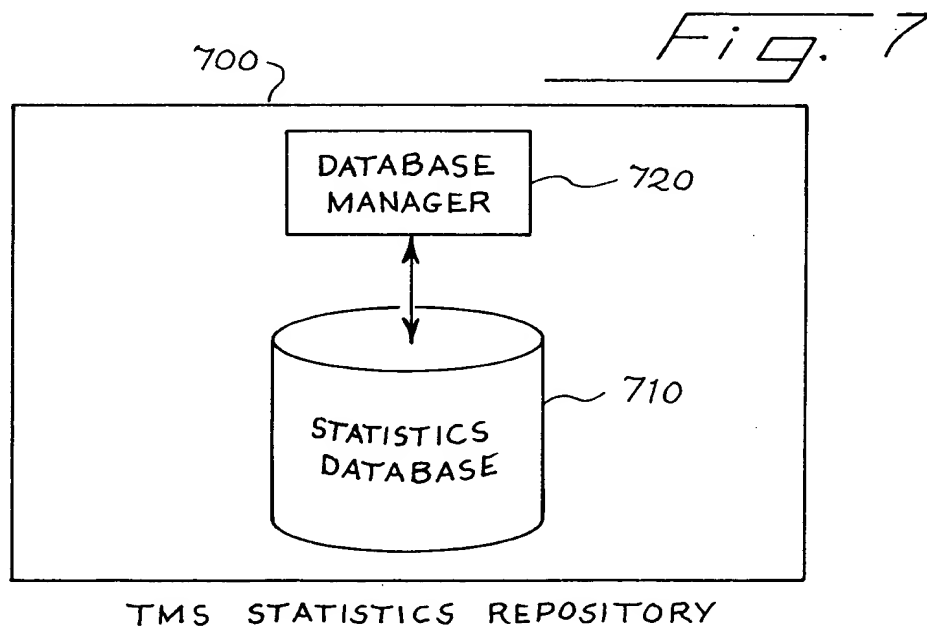 Fig. 7
700
DATABASE
MANAGER
720
710
STATISTICS
DATABASE
TMS STATISTICS REPOSITORY